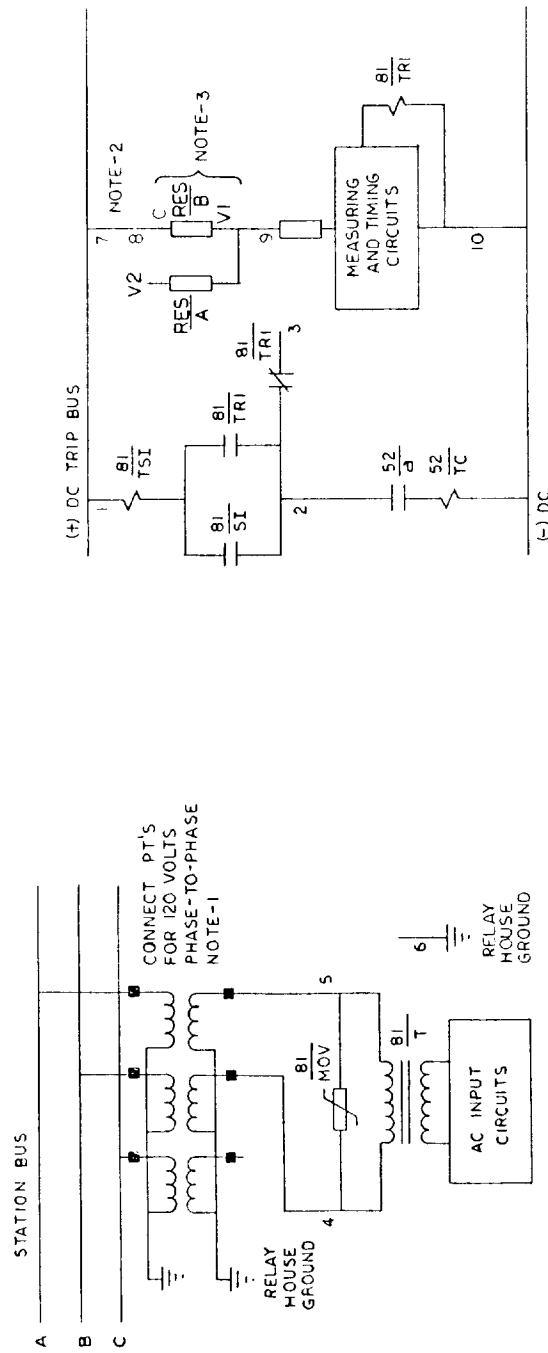 STATION BUS
A
B
C
CONNECT PT'S
FOR 120 VOLTS
PHASE-TO-PHASE
NOTE-1
RELAY
HOUSE
GROUND
4
5
81
MOV
81
T
AC INPUT
CIRCUITS
6
RELAY
HOUSE
GROUND
(+) DC TRIP BUS
1
81
TSI
81
SI
81
TR1
81
TR1
3
2
52
a
52
TC
(-) DC
7
NOTE-2
8
C
V2
RES
A
RES
B
V1
NOTE-3
9
MEASURING
AND TIMING
CIRCUITS
81
TR1
10